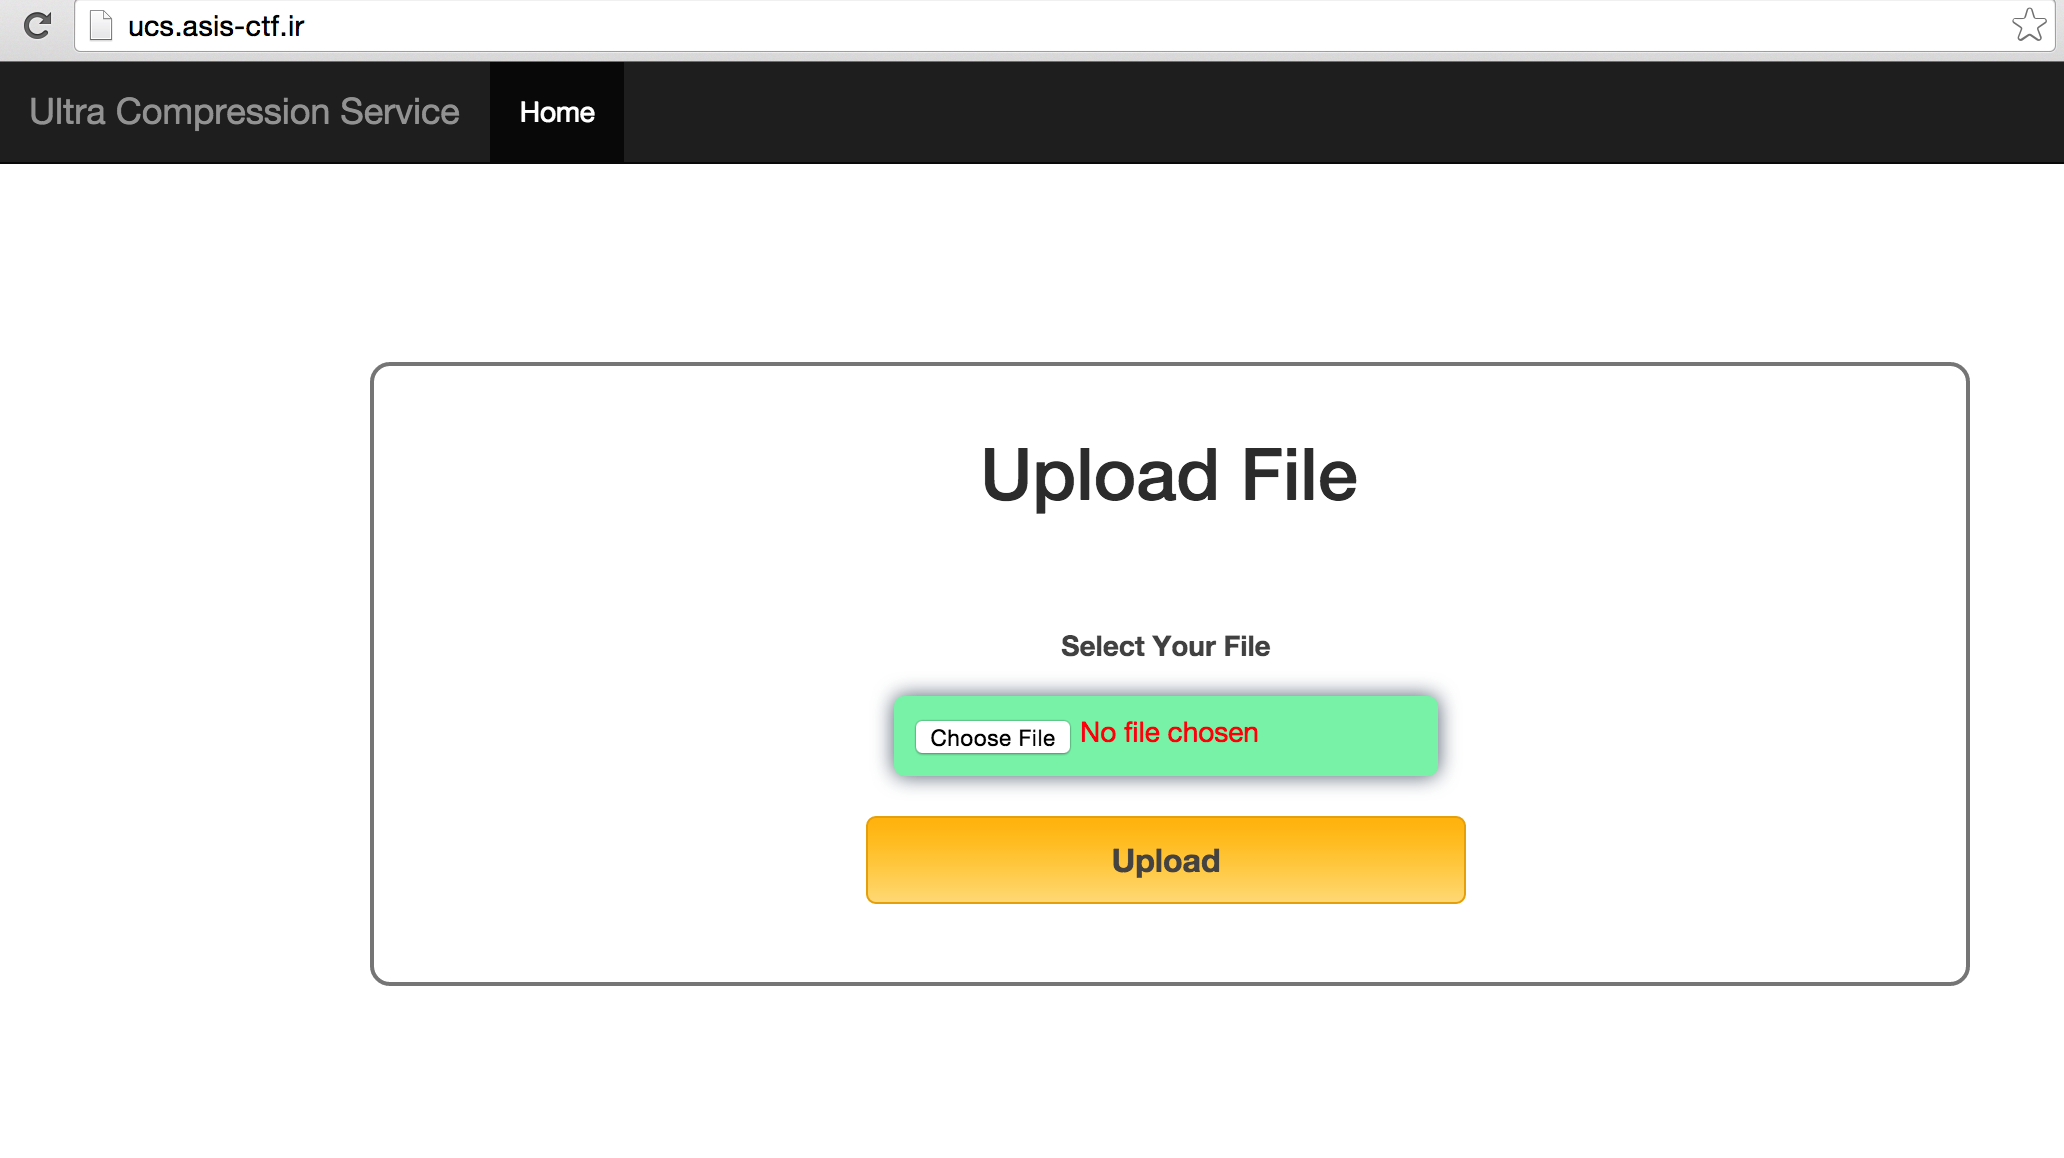 ucs.asis-ctf.ir
Ultra Compression Service Home
Upload File
Select Your File
Choose File No file chosen
Upload